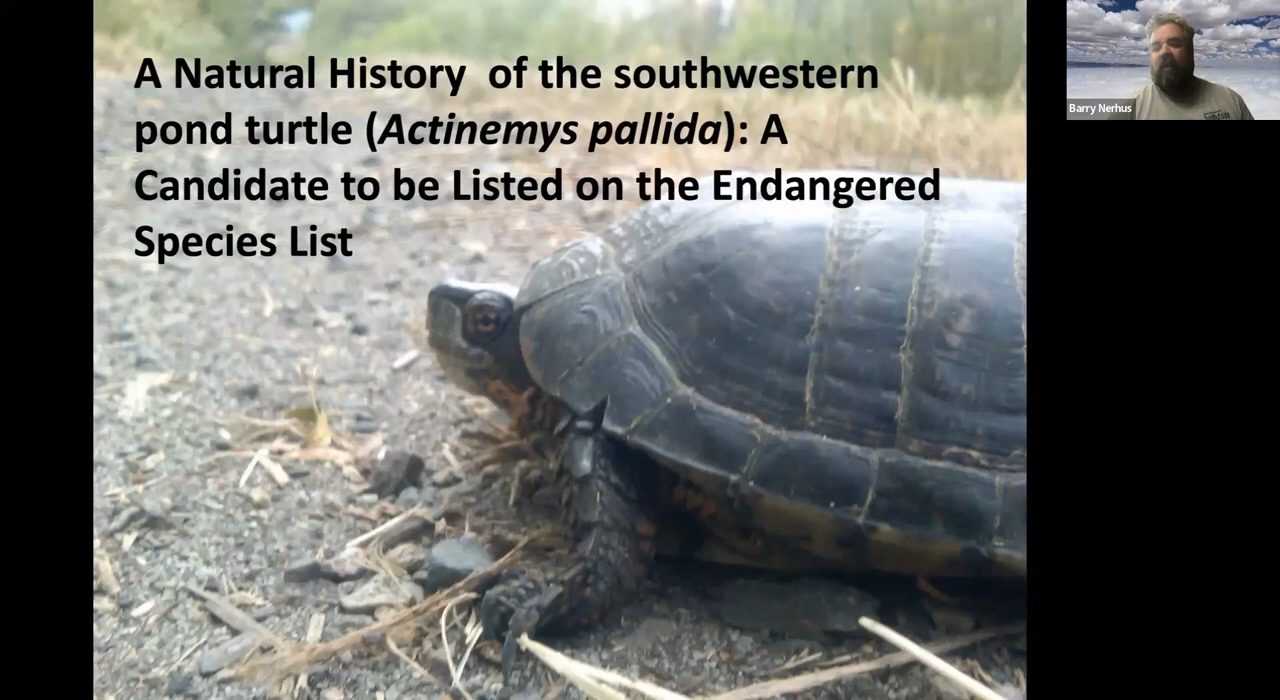 A Natural History  of the southwestern
pond turtle (Actinemys pallida): A
Candidate to be Listed on the Endangered
Species List
Barry Nerhus